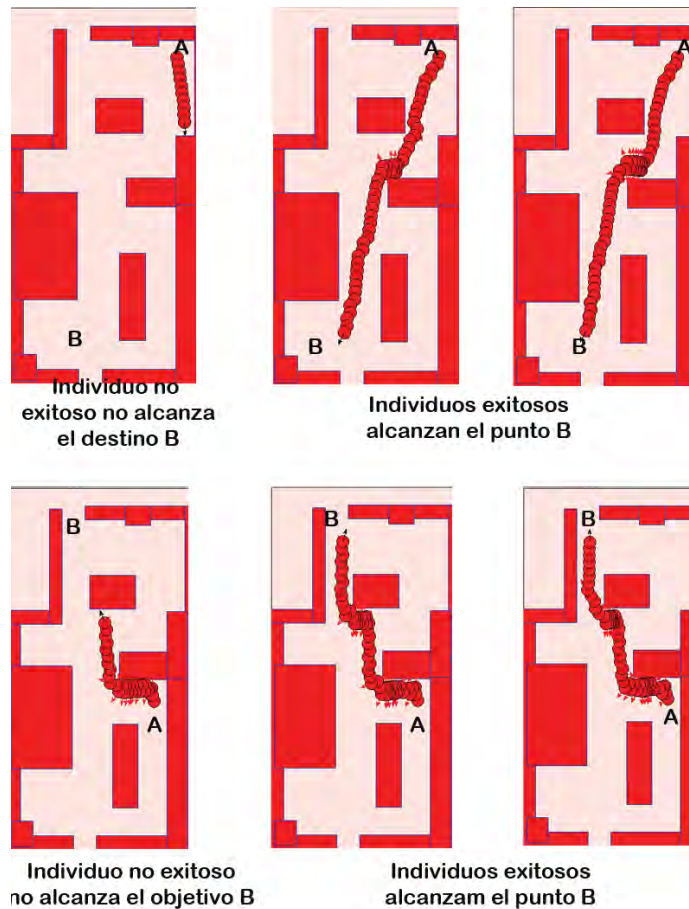 A
A
A
B
B
B
Individuo no
exitoso no alcanza
el destino B
Individuos exitosos
alcanzan el punto B
B
B
B
A
A
A
Individuo no exitoso
no alcanza el objetivo B
Individuos exitosos
alcanzam el punto B